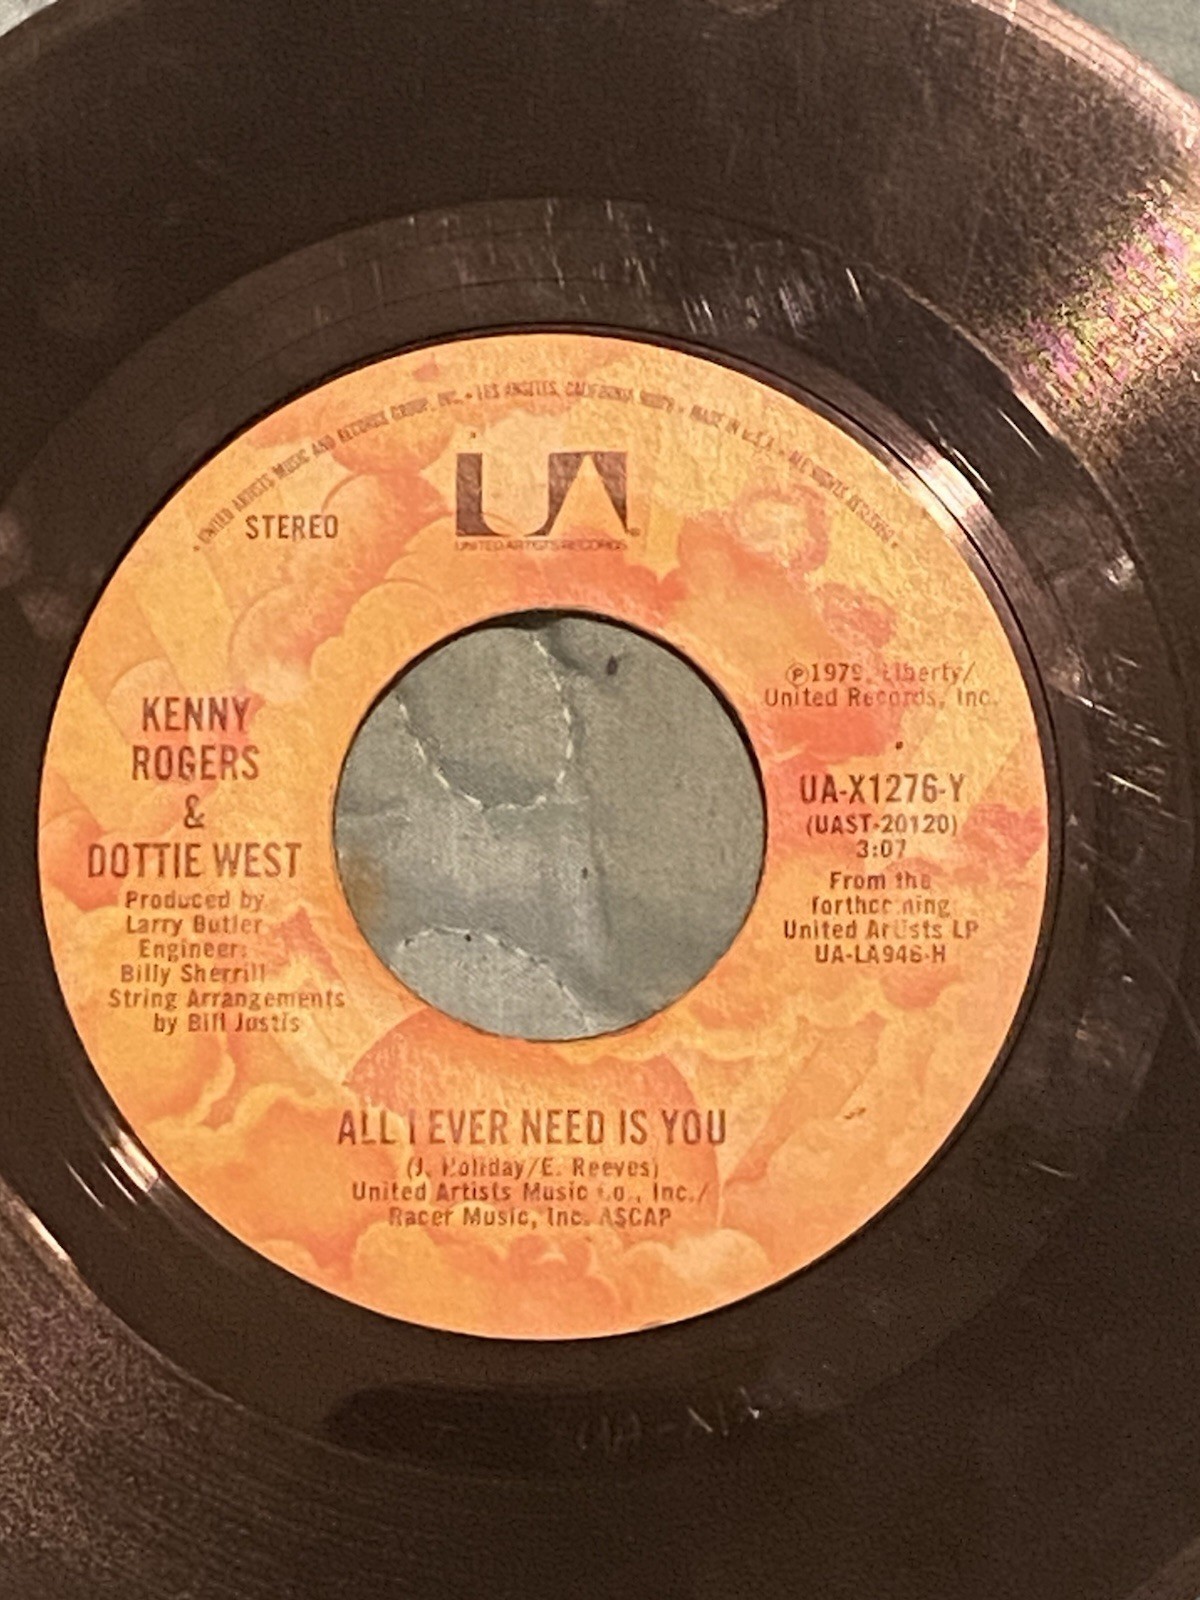 UNITED ARTISTS MUSIC AND RECORDS GROUP, INC. • LOS ANGELES, CALIFORNIA • MADE IN U.S.A. • ALL RIGHTS RESERVED •
UA
UNITED ARTISTS RECORDS
STEREO
Ⓟ1979, Liberty/
United Records, Inc.
KENNY
ROGERS
&
DOTTIE WEST
Produced by
Larry Butler
Engineer:
Billy Sherrill
String Arrangements
by Bill Justis
UA-X1276-Y
(UAST-20120)
3:07
From the
forthcoming
United Artists LP
UA-LA946-H
ALL I EVER NEED IS YOU
(J. Holiday/E. Reeves)
United Artists Music Co., Inc./
Racer Music, Inc. ASCAP